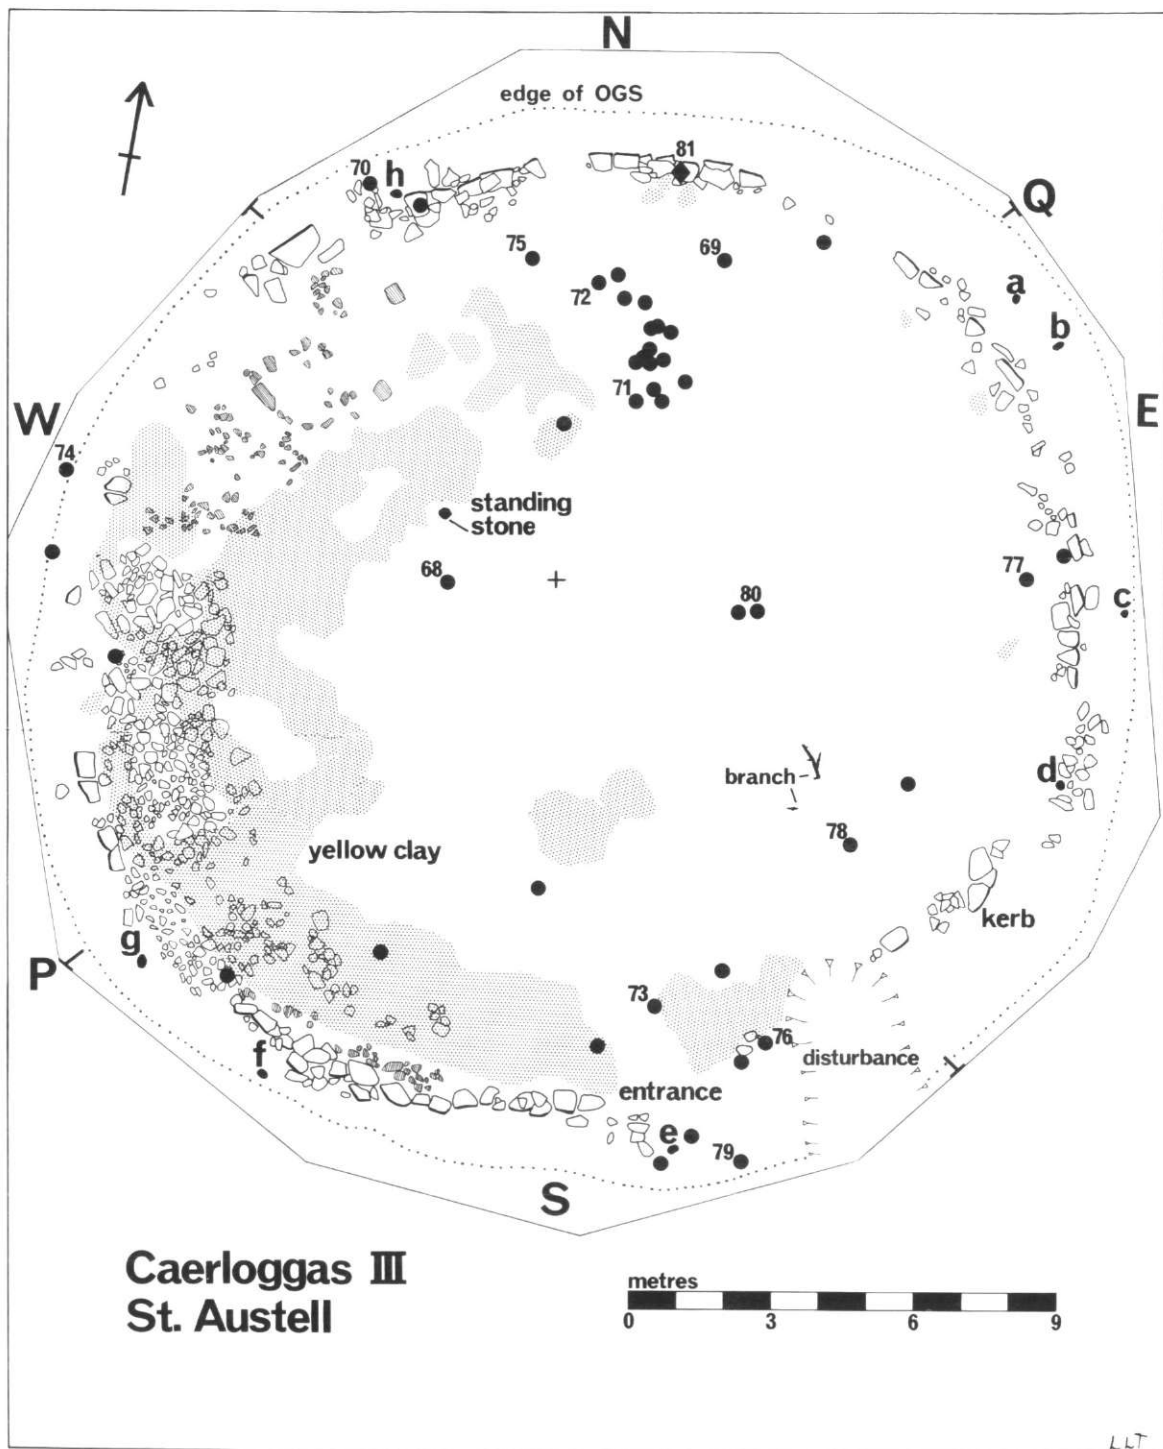 N
edge of OGS
81
70
h
Q
75
69
a
72
b
71
E
W
74
standing
stone
68
77
80
c
branch
d
78
yellow clay
kerb
g
P
73
76
disturbance
f
entrance
e
79
S
Caerloggas III
St. Austell
metres
0 3 6 9
LLT